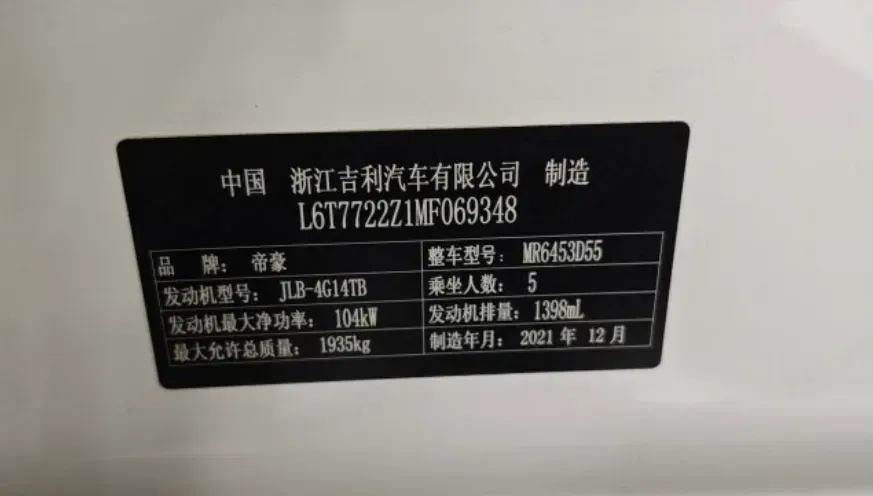 中国 浙江吉利汽车有限公司 制造
L6T7722Z1MF069348
品 牌: 帝豪 整车型号: MR6453D55
发动机型号: JLB-4G14TB 乘坐人数: 5
发动机最大净功率: 104kW 发动机排量: 1398mL
最大允许总质量: 1935kg 制造年月: 2021 年 12 月